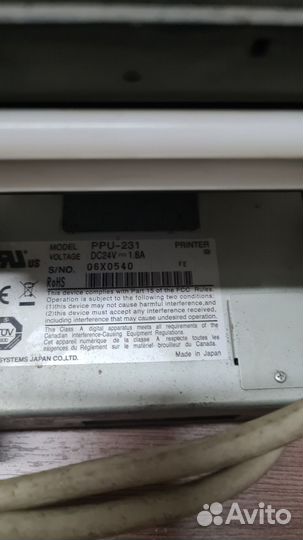 MODEL PPU-231 PRINTER
VOLTAGE DC24V 1.8A
US
S/NO. 06X0540 FE
RoHS
This device complies with Part 15 of the FCC Rules.
Operation is subject to the following two conditions:
(1)this device may not cause harmful interference,and
(2)this device must accept any interference received,
including interference that may cause undesired operation.
This Class A digital apparatus meets all requirements of the
Canadian Interference-Causing Equipment Regulations.
Cet appareil numérique de la classe A respecte toutes les
exigences du Règlement sur le matériel brouilleur du Canada.
TÜV
SYSTEMS JAPAN CO.,LTD. Made in Japan
Avito